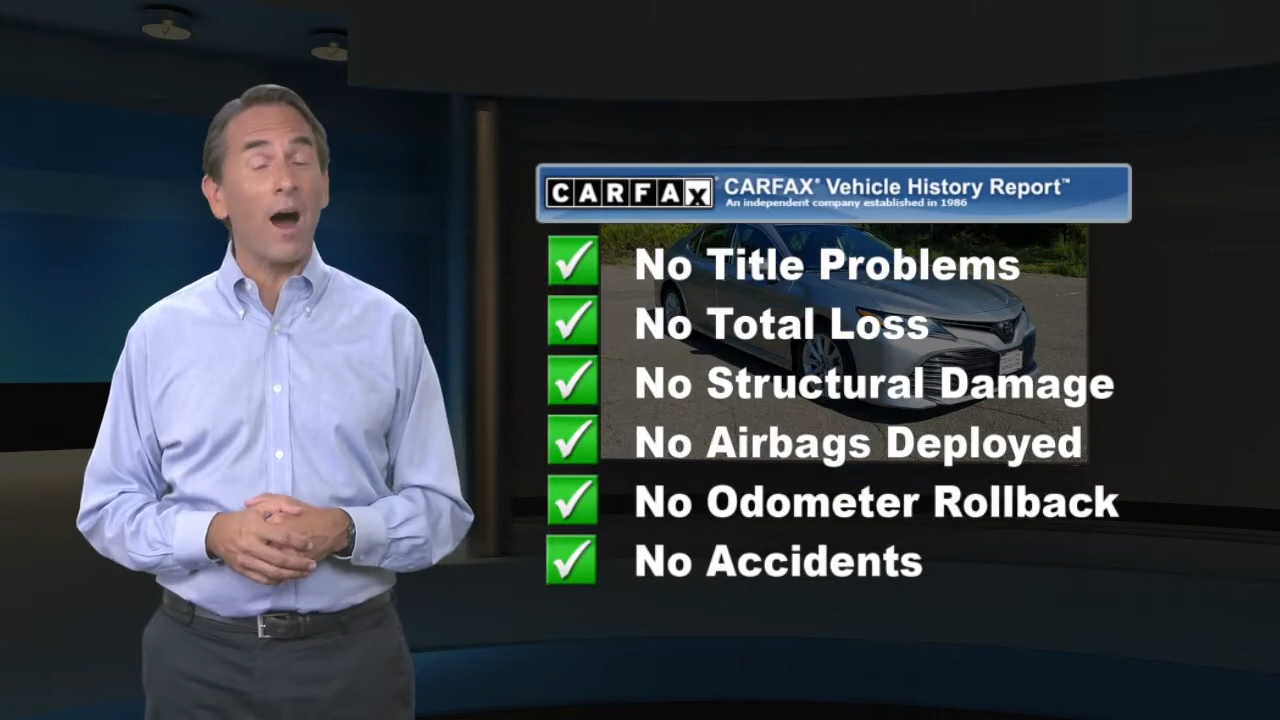 CARFAX
CARFAX® Vehicle History Report™
An independent company established in 1986
No Title Problems
No Total Loss
No Structural Damage
No Airbags Deployed
No Odometer Rollback
No Accidents